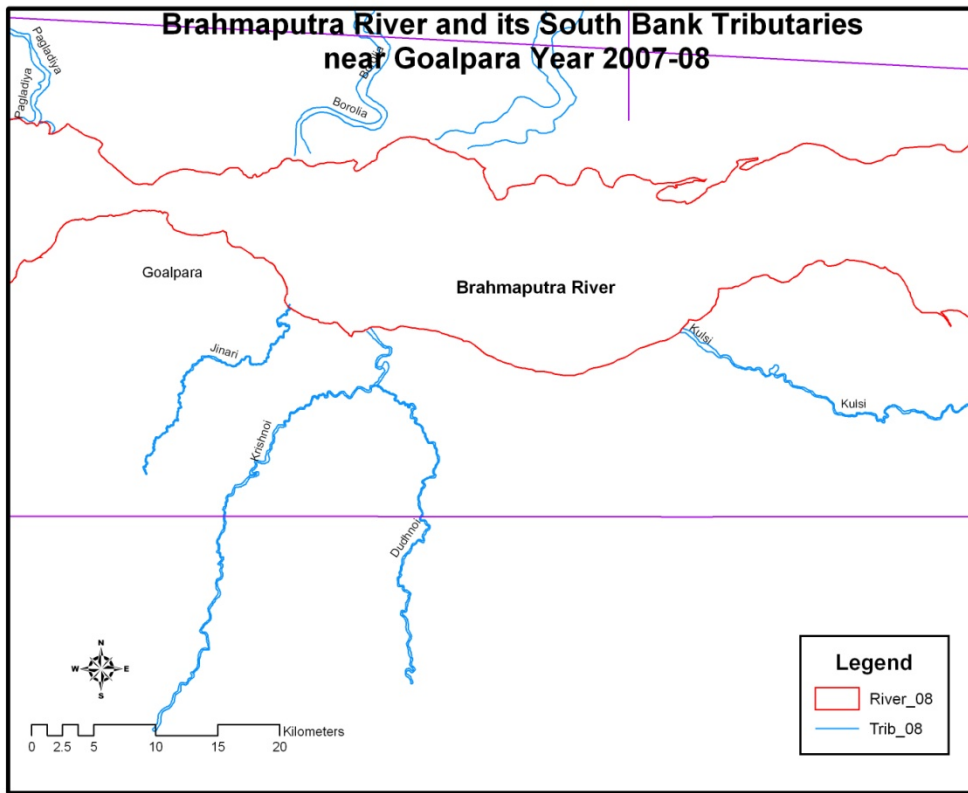 Brahmaputra River and its South Bank Tributaries
near Goalpara Year 2007-08
Pagladiya
Pagladiya
Borolia
Borolia
Goalpara
Brahmaputra River
Jinari
Kulsi
Kulsi
Krishnoi
Dudhnoi
N
W E
S
Kilometers
0 2.5 5 10 15 20
Legend
River_08
Trib_08